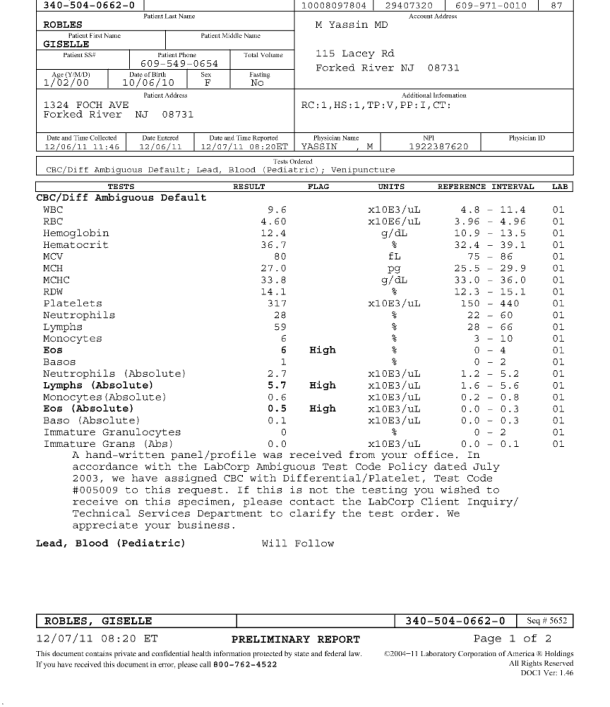 340-504-0662-0 10008097804 29407320 609-971-0010 87
Patient Last Name
ROBLES
Account Address
M Yassin MD
Patient First Name Patient Middle Name
GISELLE
115 Lacey Rd
Forked River NJ 08731
Patient SS# Patient Phone Total Volume
609-549-0654
Age (Y/M/D) Date of Birth Sex Fasting
1/02/00 10/06/10 F No
Patient Address Additional Information
1324 FOCH AVE RC:1,HS:1,TP:V,PP:I,CT:
Forked River NJ 08731
Date and Time Collected Date Entered Date and Time Reported Physician Name NPI Physician ID
12/06/11 11:46 12/06/11 12/07/11 08:20ET YASSIN , M 1922387620
Tests Ordered
CBC/Diff Ambiguous Default; Lead, Blood (Pediatric); Venipuncture
TESTS RESULT FLAG UNITS REFERENCE INTERVAL LAB
CBC/Diff Ambiguous Default
WBC 9.6 x10E3/uL 4.8 - 11.4 01
RBC 4.60 x10E6/uL 3.96 - 4.96 01
Hemoglobin 12.4 g/dL 10.9 - 13.5 01
Hematocrit 36.7 % 32.4 - 39.1 01
MCV 80 fL 75 - 86 01
MCH 27.0 pg 25.5 - 29.9 01
MCHC 33.8 g/dL 33.0 - 36.0 01
RDW 14.1 % 12.3 - 15.1 01
Platelets 317 x10E3/uL 150 - 440 01
Neutrophils 28 % 22 - 60 01
Lymphs 59 % 28 - 66 01
Monocytes 6 % 3 - 10 01
Eos 6 High % 0 - 4 01
Basos 1 % 0 - 2 01
Neutrophils (Absolute) 2.7 x10E3/uL 1.2 - 5.2 01
Lymphs (Absolute) 5.7 High x10E3/uL 1.6 - 5.6 01
Monocytes(Absolute) 0.6 x10E3/uL 0.2 - 0.8 01
Eos (Absolute) 0.5 High x10E3/uL 0.0 - 0.3 01
Baso (Absolute) 0.1 x10E3/uL 0.0 - 0.3 01
Immature Granulocytes 0 % 0 - 2 01
Immature Grans (Abs) 0.0 x10E3/uL 0.0 - 0.1 01
A hand-written panel/profile was received from your office. In
accordance with the LabCorp Ambiguous Test Code Policy dated July
2003, we have assigned CBC with Differential/Platelet, Test Code
#005009 to this request. If this is not the testing you wished to
receive on this specimen, please contact the LabCorp Client Inquiry/
Technical Services Department to clarify the test order. We
appreciate your business.
Lead, Blood (Pediatric) Will Follow
ROBLES, GISELLE 340-504-0662-0 Seq # 5652
12/07/11 08:20 ET PRELIMINARY REPORT Page 1 of 2
This document contains private and confidential health information protected by state and federal law. ©2004-11 Laboratory Corporation of America ® Holdings
If you have received this document in error, please call 800-762-4522 All Rights Reserved
DOC1 Ver: 1.46